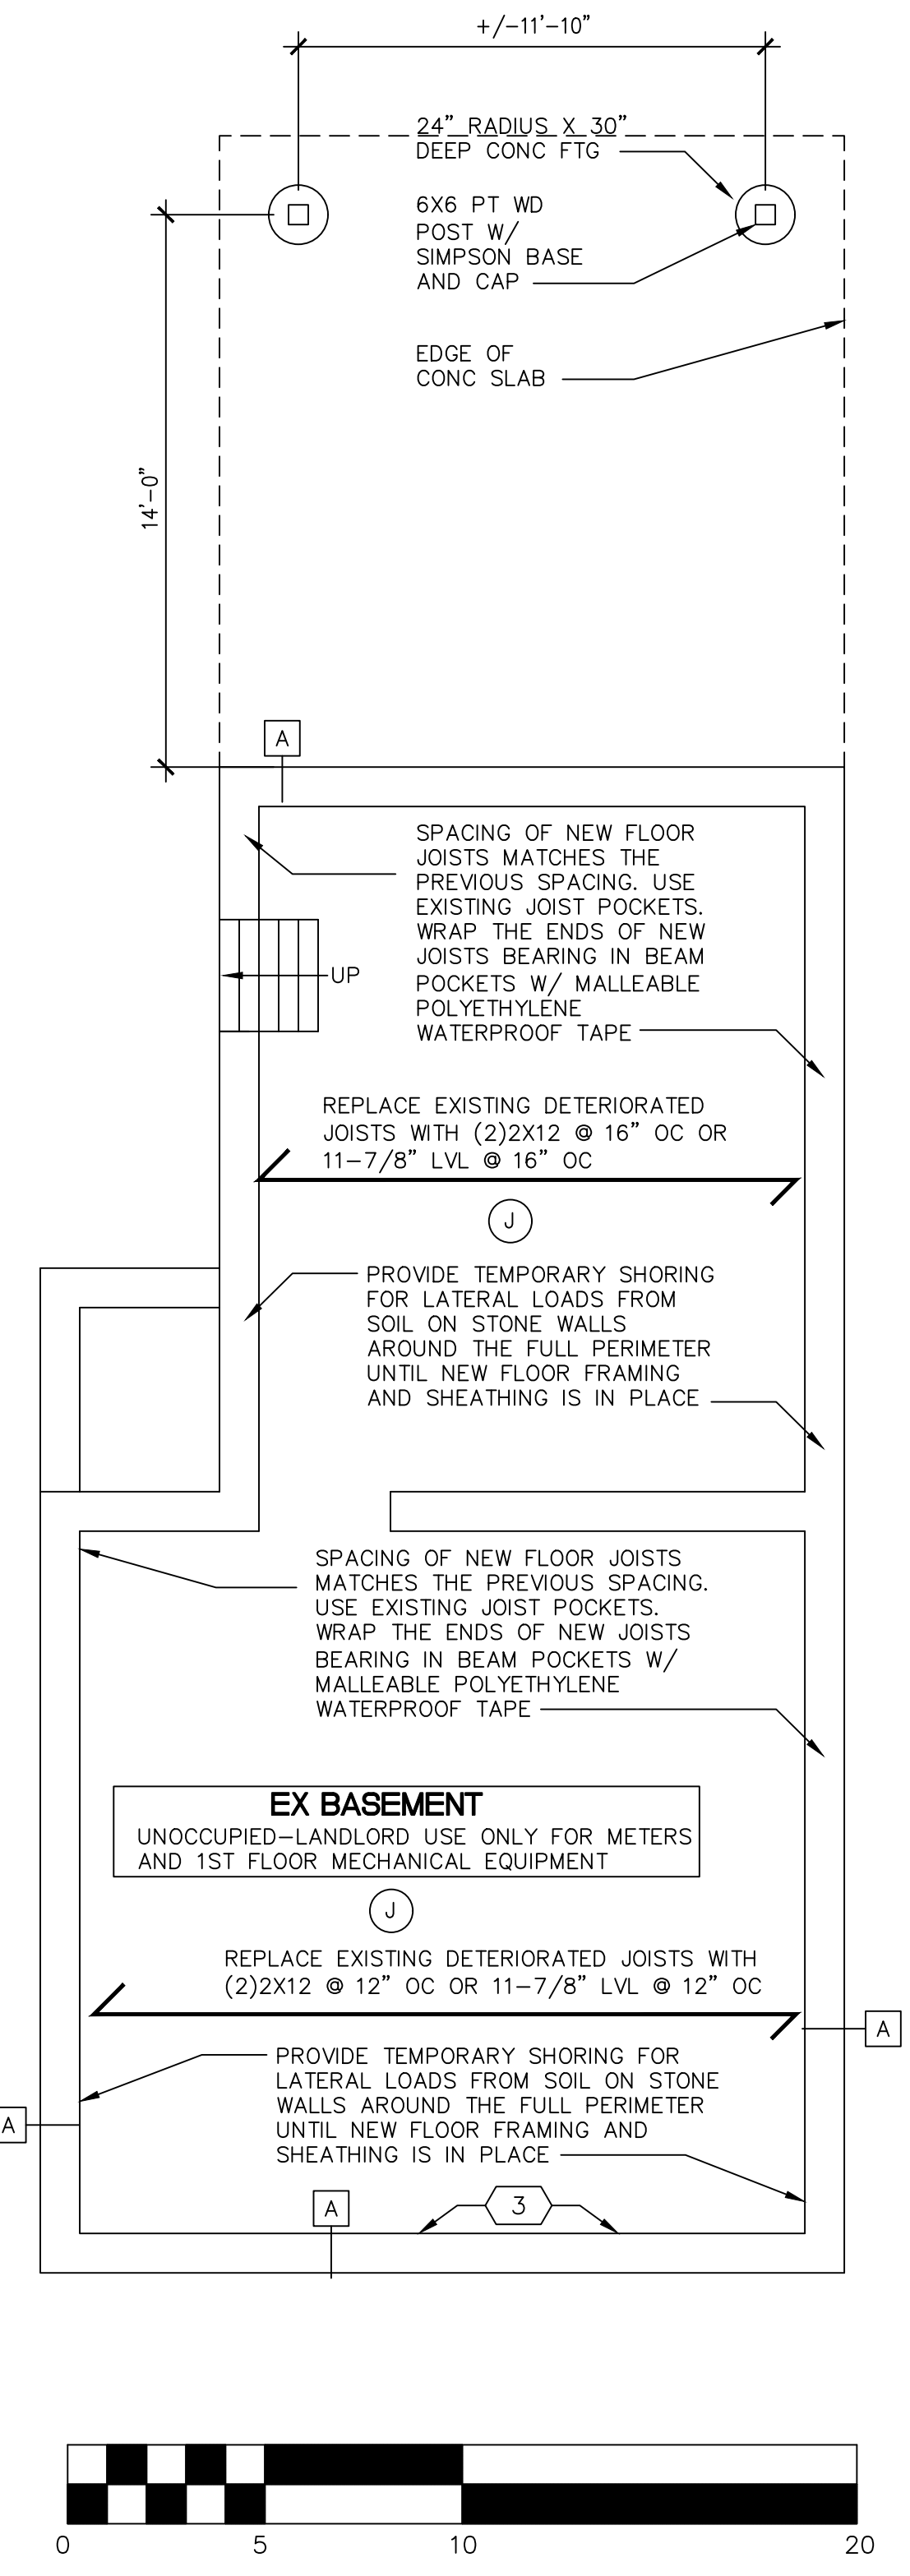 +/-11'-10"
24" RADIUS X 30"
DEEP CONC FTG
6X6 PT WD
POST W/
SIMPSON BASE
AND CAP
EDGE OF
CONC SLAB
14'-0"
A
SPACING OF NEW FLOOR
JOISTS MATCHES THE
PREVIOUS SPACING. USE
EXISTING JOIST POCKETS.
WRAP THE ENDS OF NEW
JOISTS BEARING IN BEAM
POCKETS W/ MALLEABLE
POLYETHYLENE
WATERPROOF TAPE
UP
REPLACE EXISTING DETERIORATED
JOISTS WITH (2)2X12 @ 16" OC OR
11-7/8" LVL @ 16" OC
J
PROVIDE TEMPORARY SHORING
FOR LATERAL LOADS FROM
SOIL ON STONE WALLS
AROUND THE FULL PERIMETER
UNTIL NEW FLOOR FRAMING
AND SHEATHING IS IN PLACE
SPACING OF NEW FLOOR JOISTS
MATCHES THE PREVIOUS SPACING.
USE EXISTING JOIST POCKETS.
WRAP THE ENDS OF NEW JOISTS
BEARING IN BEAM POCKETS W/
MALLEABLE POLYETHYLENE
WATERPROOF TAPE
EX BASEMENT
UNOCCUPIED-LANDLORD USE ONLY FOR METERS
AND 1ST FLOOR MECHANICAL EQUIPMENT
J
REPLACE EXISTING DETERIORATED JOISTS WITH
(2)2X12 @ 12" OC OR 11-7/8" LVL @ 12" OC
A
PROVIDE TEMPORARY SHORING FOR
LATERAL LOADS FROM SOIL ON STONE
WALLS AROUND THE FULL PERIMETER
UNTIL NEW FLOOR FRAMING AND
SHEATHING IS IN PLACE
A
A
3
0 5 10 20